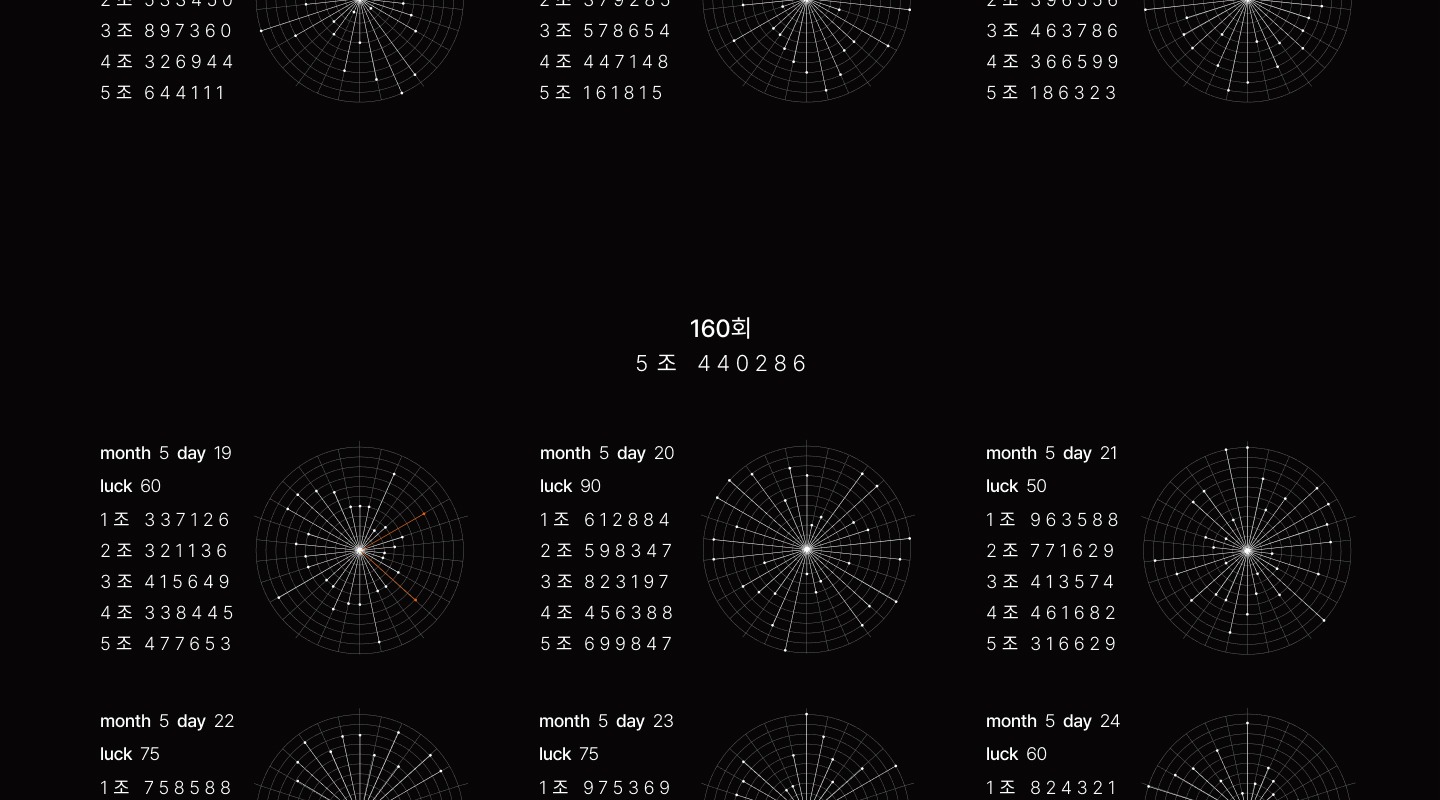 3조 897360
4조 326944
5조 644111
3조 578654
4조 447148
5조 161815
3조 463786
4조 366599
5조 186323
160회
5조 440286
month 5 day 19
luck 60
1조 337126
2조 321136
3조 415649
4조 338445
5조 477653
month 5 day 20
luck 90
1조 612884
2조 598347
3조 823197
4조 456388
5조 699847
month 5 day 21
luck 50
1조 963588
2조 771629
3조 413574
4조 461682
5조 316629
month 5 day 22
luck 75
1조 758588
month 5 day 23
luck 75
1조 975369
month 5 day 24
luck 60
1조 824321